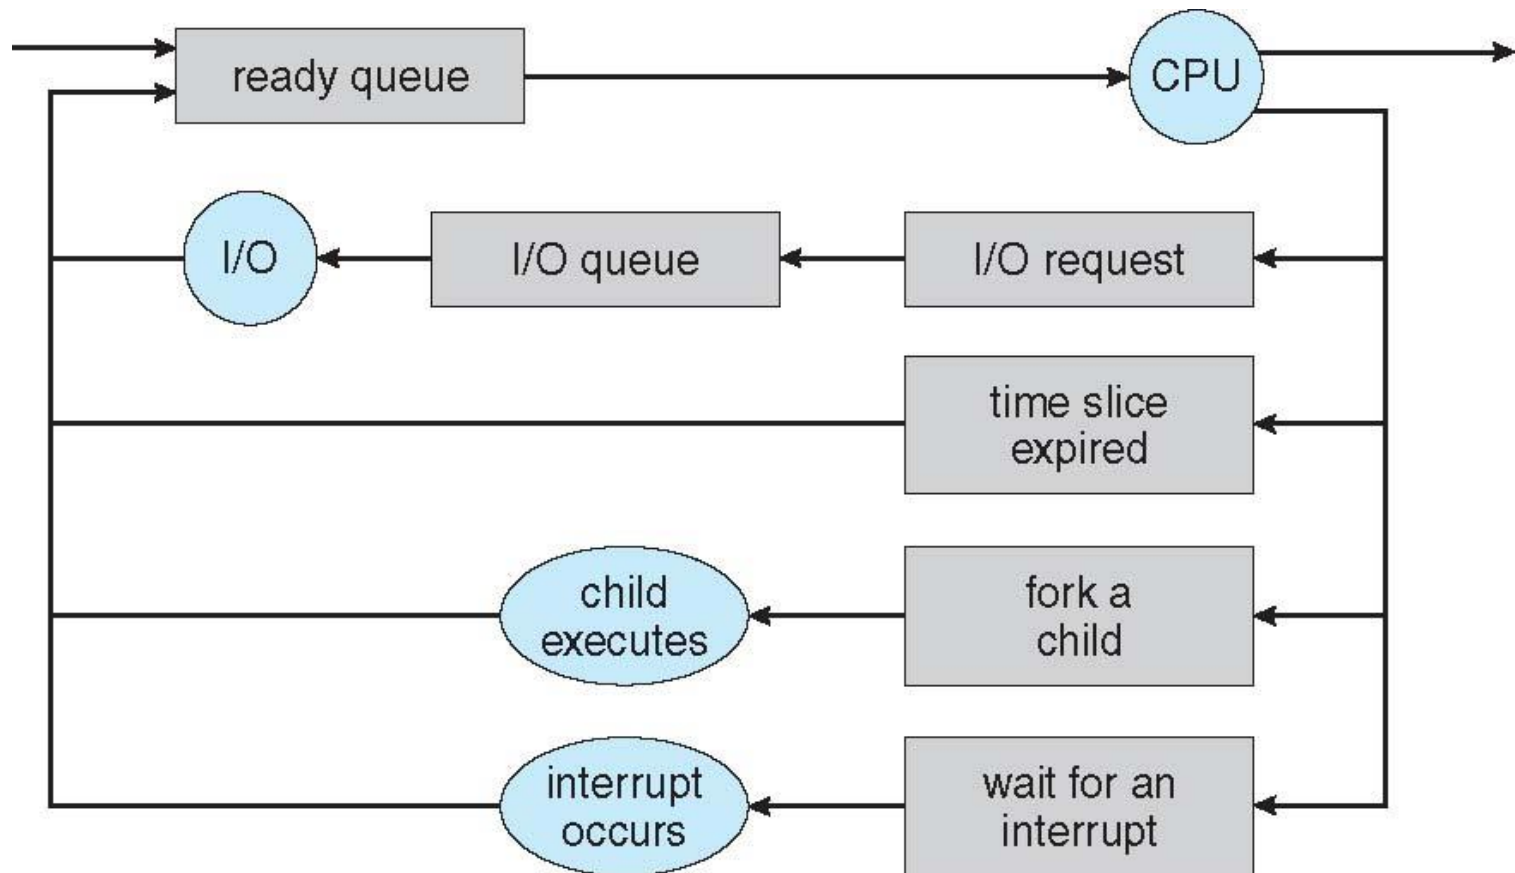 ready queue
CPU
I/O
I/O queue
I/O request
time slice
expired
child
executes
fork a
child
interrupt
occurs
wait for an
interrupt